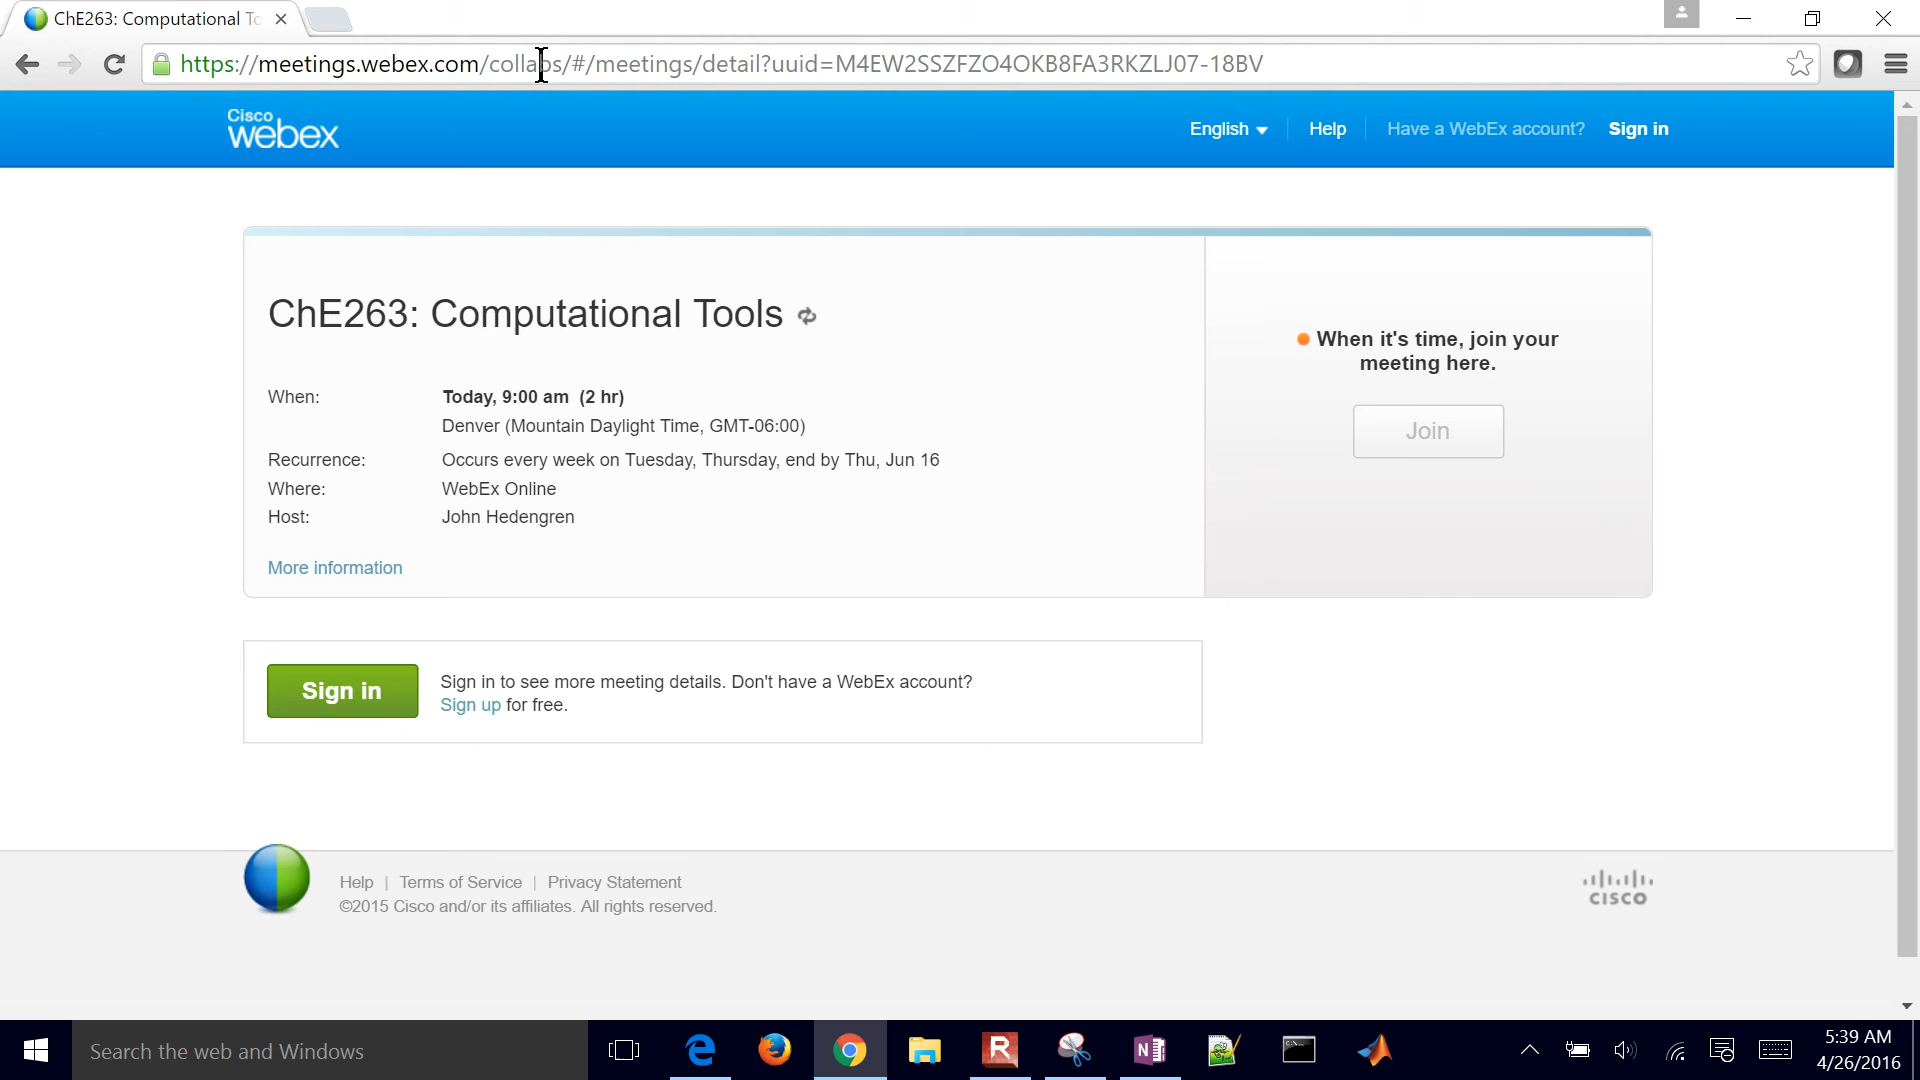 ChE263: Computational To
https://meetings.webex.com/collabs/#/meetings/detail?uuid=M4EW2SSZFZO4OKB8FA3RKZLJ07-18BV
Cisco
webex
English
Help
Have a WebEx account?
Sign in
ChE263: Computational Tools
When it's time, join your
meeting here.
Join
When:
Today, 9:00 am (2 hr)
Denver (Mountain Daylight Time, GMT-06:00)
Recurrence:
Occurs every week on Tuesday, Thursday, end by Thu, Jun 16
Where:
WebEx Online
Host:
John Hedengren
More information
Sign in
Sign in to see more meeting details. Don't have a WebEx account?
Sign up for free.
Help | Terms of Service | Privacy Statement
©2015 Cisco and/or its affiliates. All rights reserved.
CISCO
Search the web and Windows
5:39 AM
4/26/2016